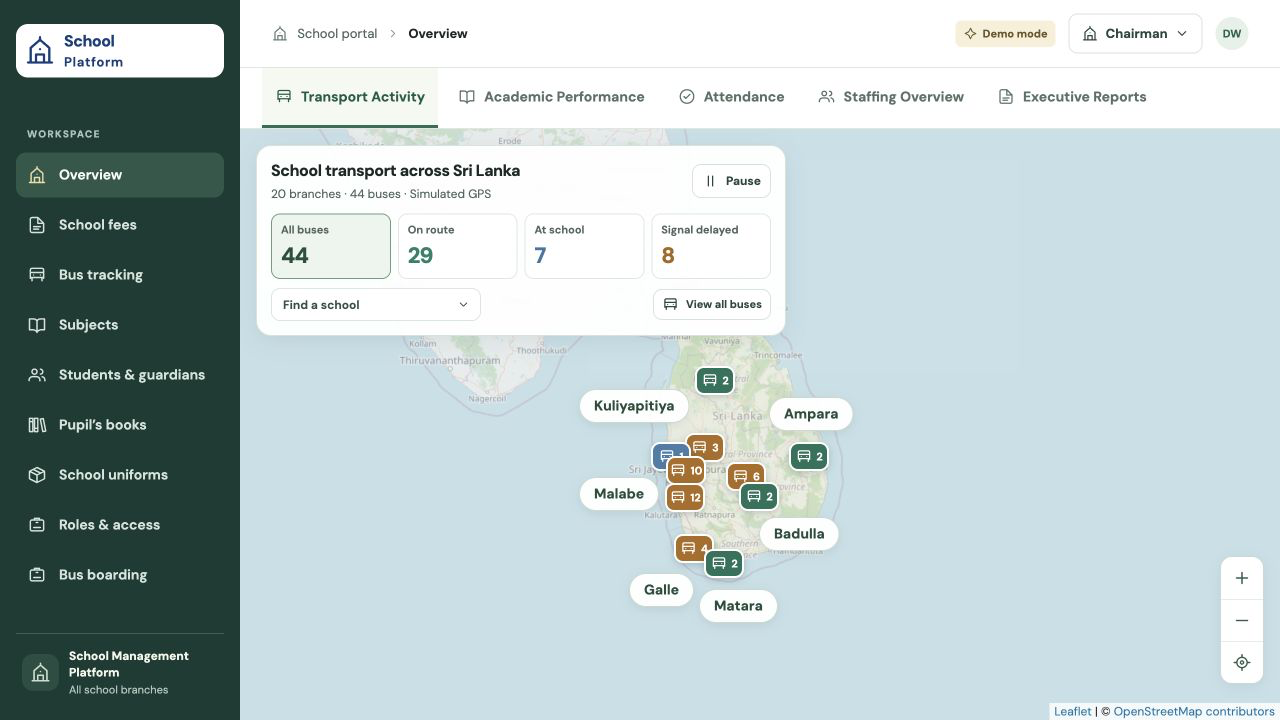 School
Platform
WORKSPACE
Overview
School fees
Bus tracking
Subjects
Students & guardians
Pupil's books
School uniforms
Roles & access
Bus boarding
School Management
Platform
All school branches
School portal
Overview
Demo mode
Chairman
DW
Transport Activity
Academic Performance
Attendance
Staffing Overview
Executive Reports
Erode
School transport across Sri Lanka
20 branches · 44 buses · Simulated GPS
Pause
All buses
44
On route
29
At school
7
Signal delayed
8
Find a school
View all buses
Kollam
Thoothukudi
Thiruvananthapuram
Nagercoil
Vavuniya
Trincomalee
2
Kuliyapitiya
Sri Lanka
Ampara
3
2
10
6
Malabe
12
2
Kalutara
Ratnapura
Badulla
4
Southern
2
Galle
Matara
+
−
Leaflet | © OpenStreetMap contributors